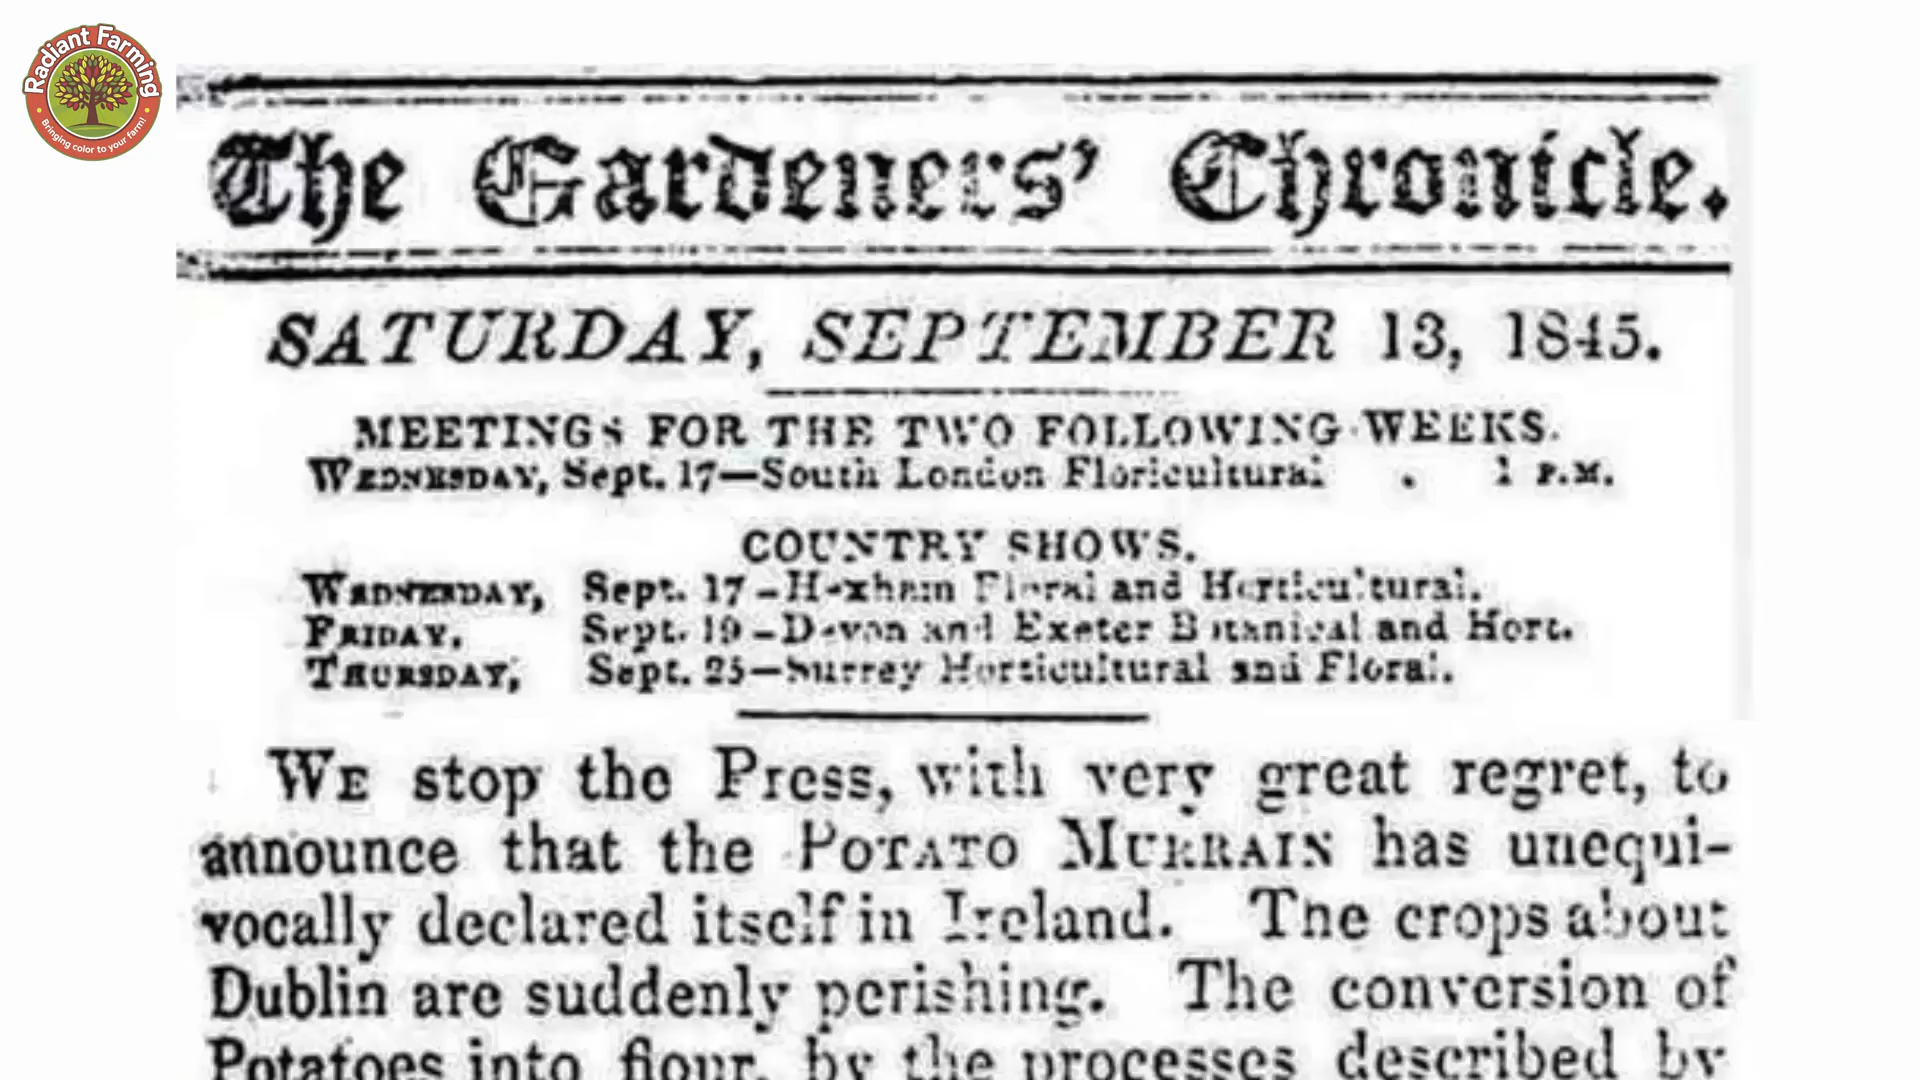 Radiant Farming
Bringing color to your farm!
The Gardeners' Chronicle.
SATURDAY, SEPTEMBER 13, 1845.
MEETINGS FOR THE TWO FOLLOWING WEEKS.
WEDNESDAY, Sept. 17—South London Floricultural . 1 P.M.
COUNTRY SHOWS.
WEDNESDAY, Sept. 17—Hexham Floral and Horticultural.
FRIDAY, Sept. 19—Devon and Exeter Botanical and Hort.
THURSDAY, Sept. 25—Surrey Horticultural and Floral.
WE stop the Press, with very great regret, to
announce that the POTATO MURRAIN has unequi-
vocally declared itself in Ireland. The crops about
Dublin are suddenly perishing. The conversion of
Potatoes into flour, by the processes described by